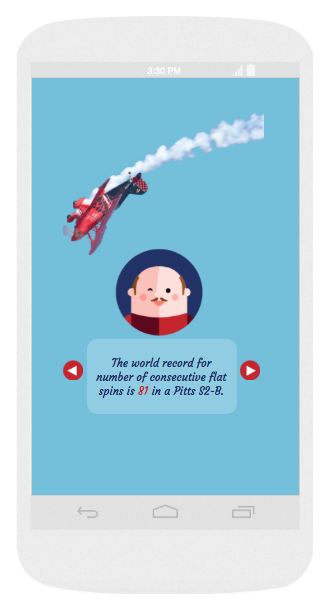 3:30 PM
The world record for
number of consecutive flat
spins is 81 in a Pitts S2-B.